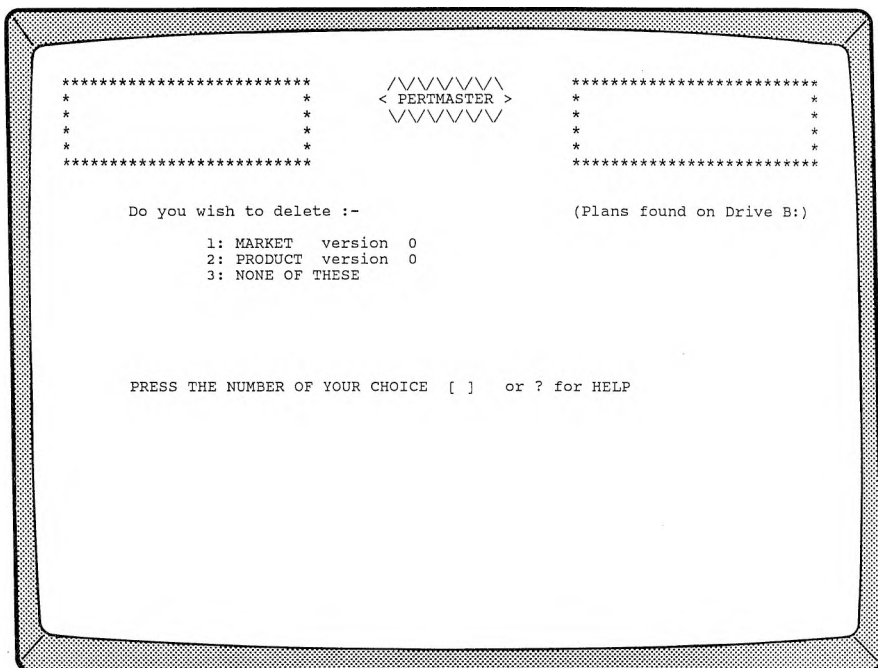 ************************* /\/\/\/\/\/\ *************************
* * < PERTMASTER > * *
* * \/\/\/\/\/\/ * *
* * * *
* * * *
************************* *************************
Do you wish to delete :- (Plans found on Drive B:)
1: MARKET version 0
2: PRODUCT version 0
3: NONE OF THESE
PRESS THE NUMBER OF YOUR CHOICE [ ] or ? for HELP